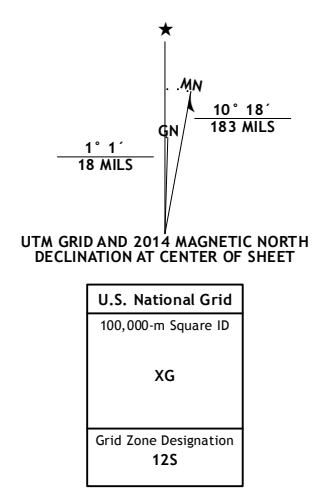 ★
MN
10° 18´
183 MILS
GN
1° 1´
18 MILS
UTM GRID AND 2014 MAGNETIC NORTH
DECLINATION AT CENTER OF SHEET
U.S. National Grid
100,000-m Square ID
XG
Grid Zone Designation
12S